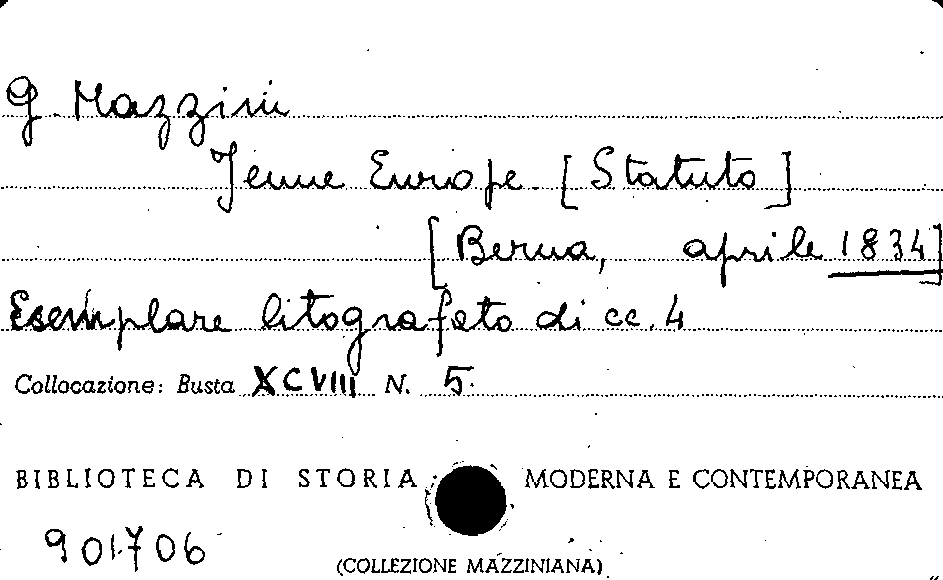 G. Mazzini
Jeune Europe. [Statuto]
[Berna, aprile 1834]
Esemplare litografato di cc. 4
Collocazione: Busta XCVIII N. 5.
BIBLIOTECA DI STORIA MODERNA E CONTEMPORANEA
901706
(COLLEZIONE MAZZINIANA)